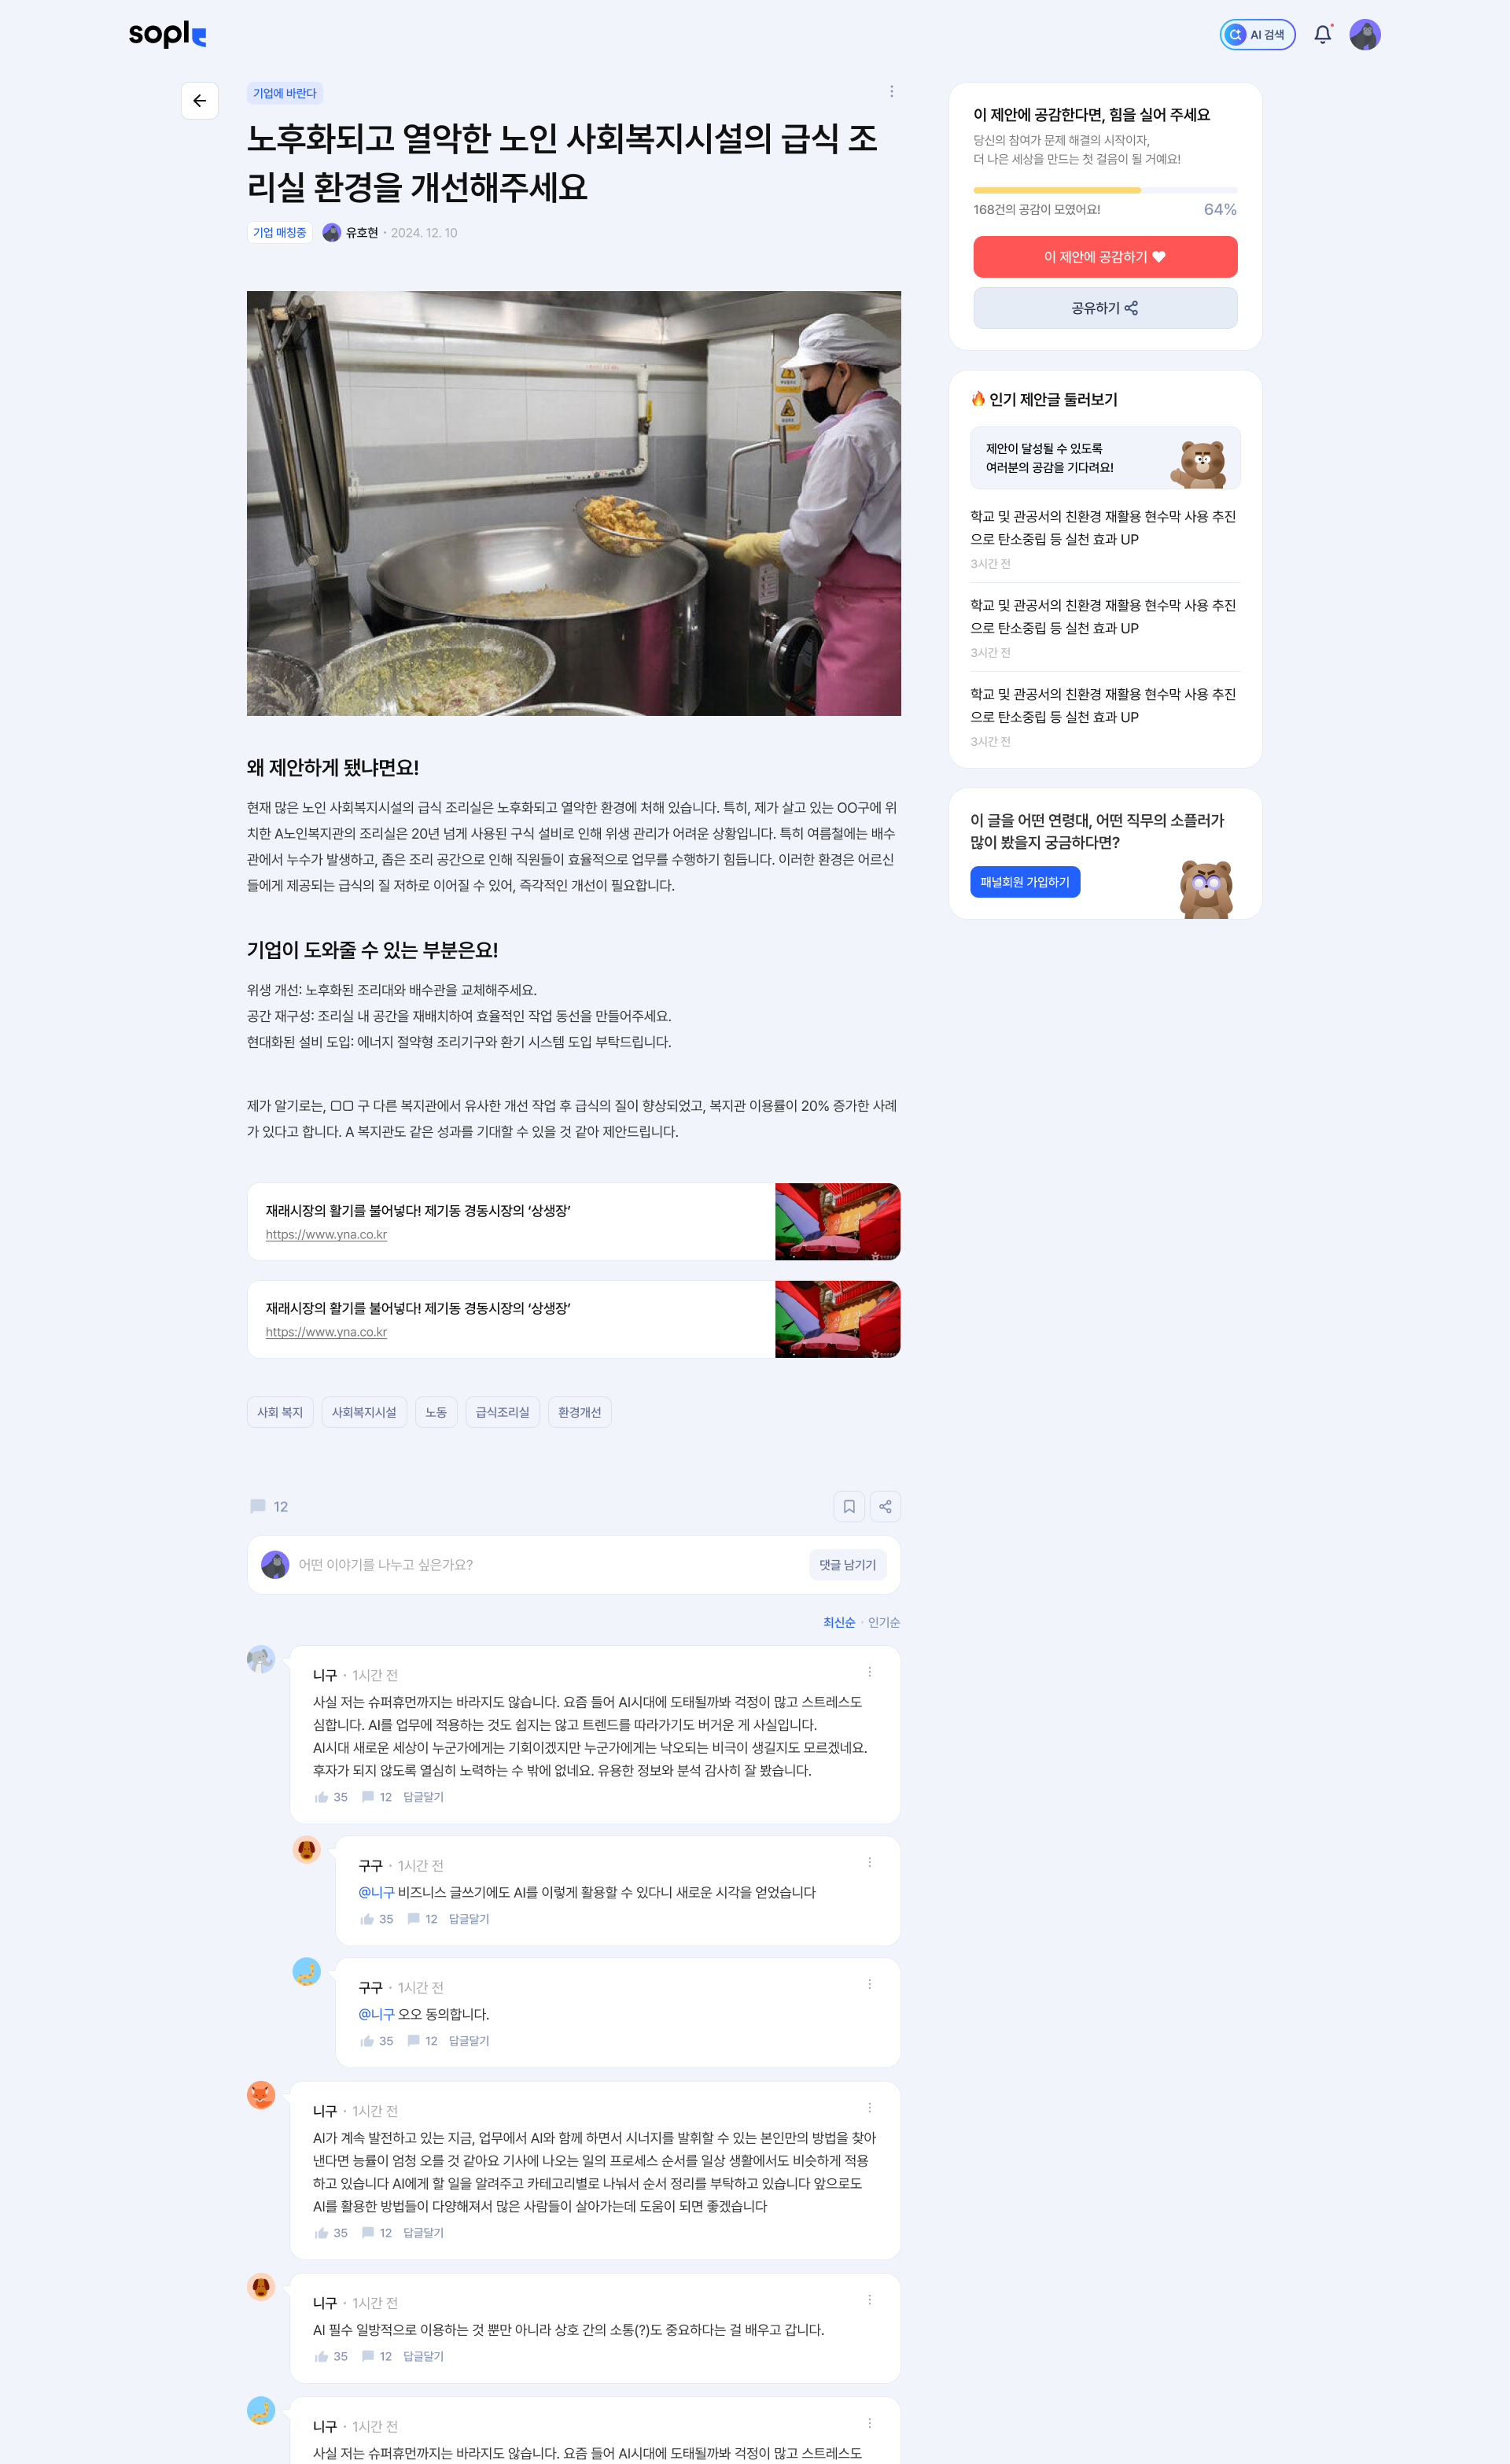 sople
AI 검색
기업에 바란다
노후화되고 열악한 노인 사회복지시설의 급식 조
리실 환경을 개선해주세요
기업 매칭중 유호현 · 2024. 12. 10
왜 제안하게 됐냐면요!
현재 많은 노인 사회복지시설의 급식 조리실은 노후화되고 열악한 환경에 처해 있습니다. 특히, 제가 살고 있는 OO구에 위
치한 A노인복지관의 조리실은 20년 넘게 사용된 구식 설비로 인해 위생 관리가 어려운 상황입니다. 특히 여름철에는 배수
관에서 누수가 발생하고, 좁은 조리 공간으로 인해 직원들이 효율적으로 업무를 수행하기 힘듭니다. 이러한 환경은 어르신
들에게 제공되는 급식의 질 저하로 이어질 수 있어, 즉각적인 개선이 필요합니다.
기업이 도와줄 수 있는 부분은요!
위생 개선: 노후화된 조리대와 배수관을 교체해주세요.
공간 재구성: 조리실 내 공간을 재배치하여 효율적인 작업 동선을 만들어주세요.
현대화된 설비 도입: 에너지 절약형 조리기구와 환기 시스템 도입 부탁드립니다.
제가 알기로는, ㅁㅁ 구 다른 복지관에서 유사한 개선 작업 후 급식의 질이 향상되었고, 복지관 이용률이 20% 증가한 사례
가 있다고 합니다. A 복지관도 같은 성과를 기대할 수 있을 것 같아 제안드립니다.
재래시장의 활기를 불어넣다! 제기동 경동시장의 ‘상생장’
https://www.yna.co.kr
재래시장의 활기를 불어넣다! 제기동 경동시장의 ‘상생장’
https://www.yna.co.kr
사회 복지 사회복지시설 노동 급식조리실 환경개선
12
어떤 이야기를 나누고 싶은가요?
댓글 남기기
최신순 · 인기순
니구 · 1시간 전
사실 저는 슈퍼휴먼까지는 바라지도 않습니다. 요즘 들어 AI시대에 도태될까봐 걱정이 많고 스트레스도
심합니다. AI를 업무에 적용하는 것도 쉽지는 않고 트렌드를 따라가기도 버거운 게 사실입니다.
AI시대 새로운 세상이 누군가에게는 기회이겠지만 누군가에게는 낙오되는 비극이 생길지도 모르겠네요.
후자가 되지 않도록 열심히 노력하는 수 밖에 없네요. 유용한 정보와 분석 감사히 잘 봤습니다.
35 12 답글달기
구구 · 1시간 전
@니구 비즈니스 글쓰기에도 AI를 이렇게 활용할 수 있다니 새로운 시각을 얻었습니다
35 12 답글달기
구구 · 1시간 전
@니구 오오 동의합니다.
35 12 답글달기
니구 · 1시간 전
AI가 계속 발전하고 있는 지금, 업무에서 AI와 함께 하면서 시너지를 발휘할 수 있는 본인만의 방법을 찾아
낸다면 능률이 엄청 오를 것 같아요 기사에 나오는 일의 프로세스 순서를 일상 생활에서도 비슷하게 적용
하고 있습니다 AI에게 할 일을 알려주고 카테고리별로 나눠서 순서 정리를 부탁하고 있습니다 앞으로도
AI를 활용한 방법들이 다양해져서 많은 사람들이 살아가는데 도움이 되면 좋겠습니다
35 12 답글달기
니구 · 1시간 전
AI 필수 일방적으로 이용하는 것 뿐만 아니라 상호 간의 소통(?)도 중요하다는 걸 배우고 갑니다.
35 12 답글달기
니구 · 1시간 전
사실 저는 슈퍼휴먼까지는 바라지도 않습니다. 요즘 들어 AI시대에 도태될까봐 걱정이 많고 스트레스도
이 제안에 공감한다면, 힘을 실어 주세요
당신의 참여가 문제 해결의 시작이자,
더 나은 세상을 만드는 첫 걸음이 될 거예요!
168건의 공감이 모였어요! 64%
이 제안에 공감하기
공유하기
인기 제안글 둘러보기
제안이 달성될 수 있도록
여러분의 공감을 기다려요!
학교 및 관공서의 친환경 재활용 현수막 사용 추진
으로 탄소중립 등 실천 효과 UP
3시간 전
학교 및 관공서의 친환경 재활용 현수막 사용 추진
으로 탄소중립 등 실천 효과 UP
3시간 전
학교 및 관공서의 친환경 재활용 현수막 사용 추진
으로 탄소중립 등 실천 효과 UP
3시간 전
이 글을 어떤 연령대, 어떤 직무의 소플러가
많이 봤을지 궁금하다면?
패널회원 가입하기